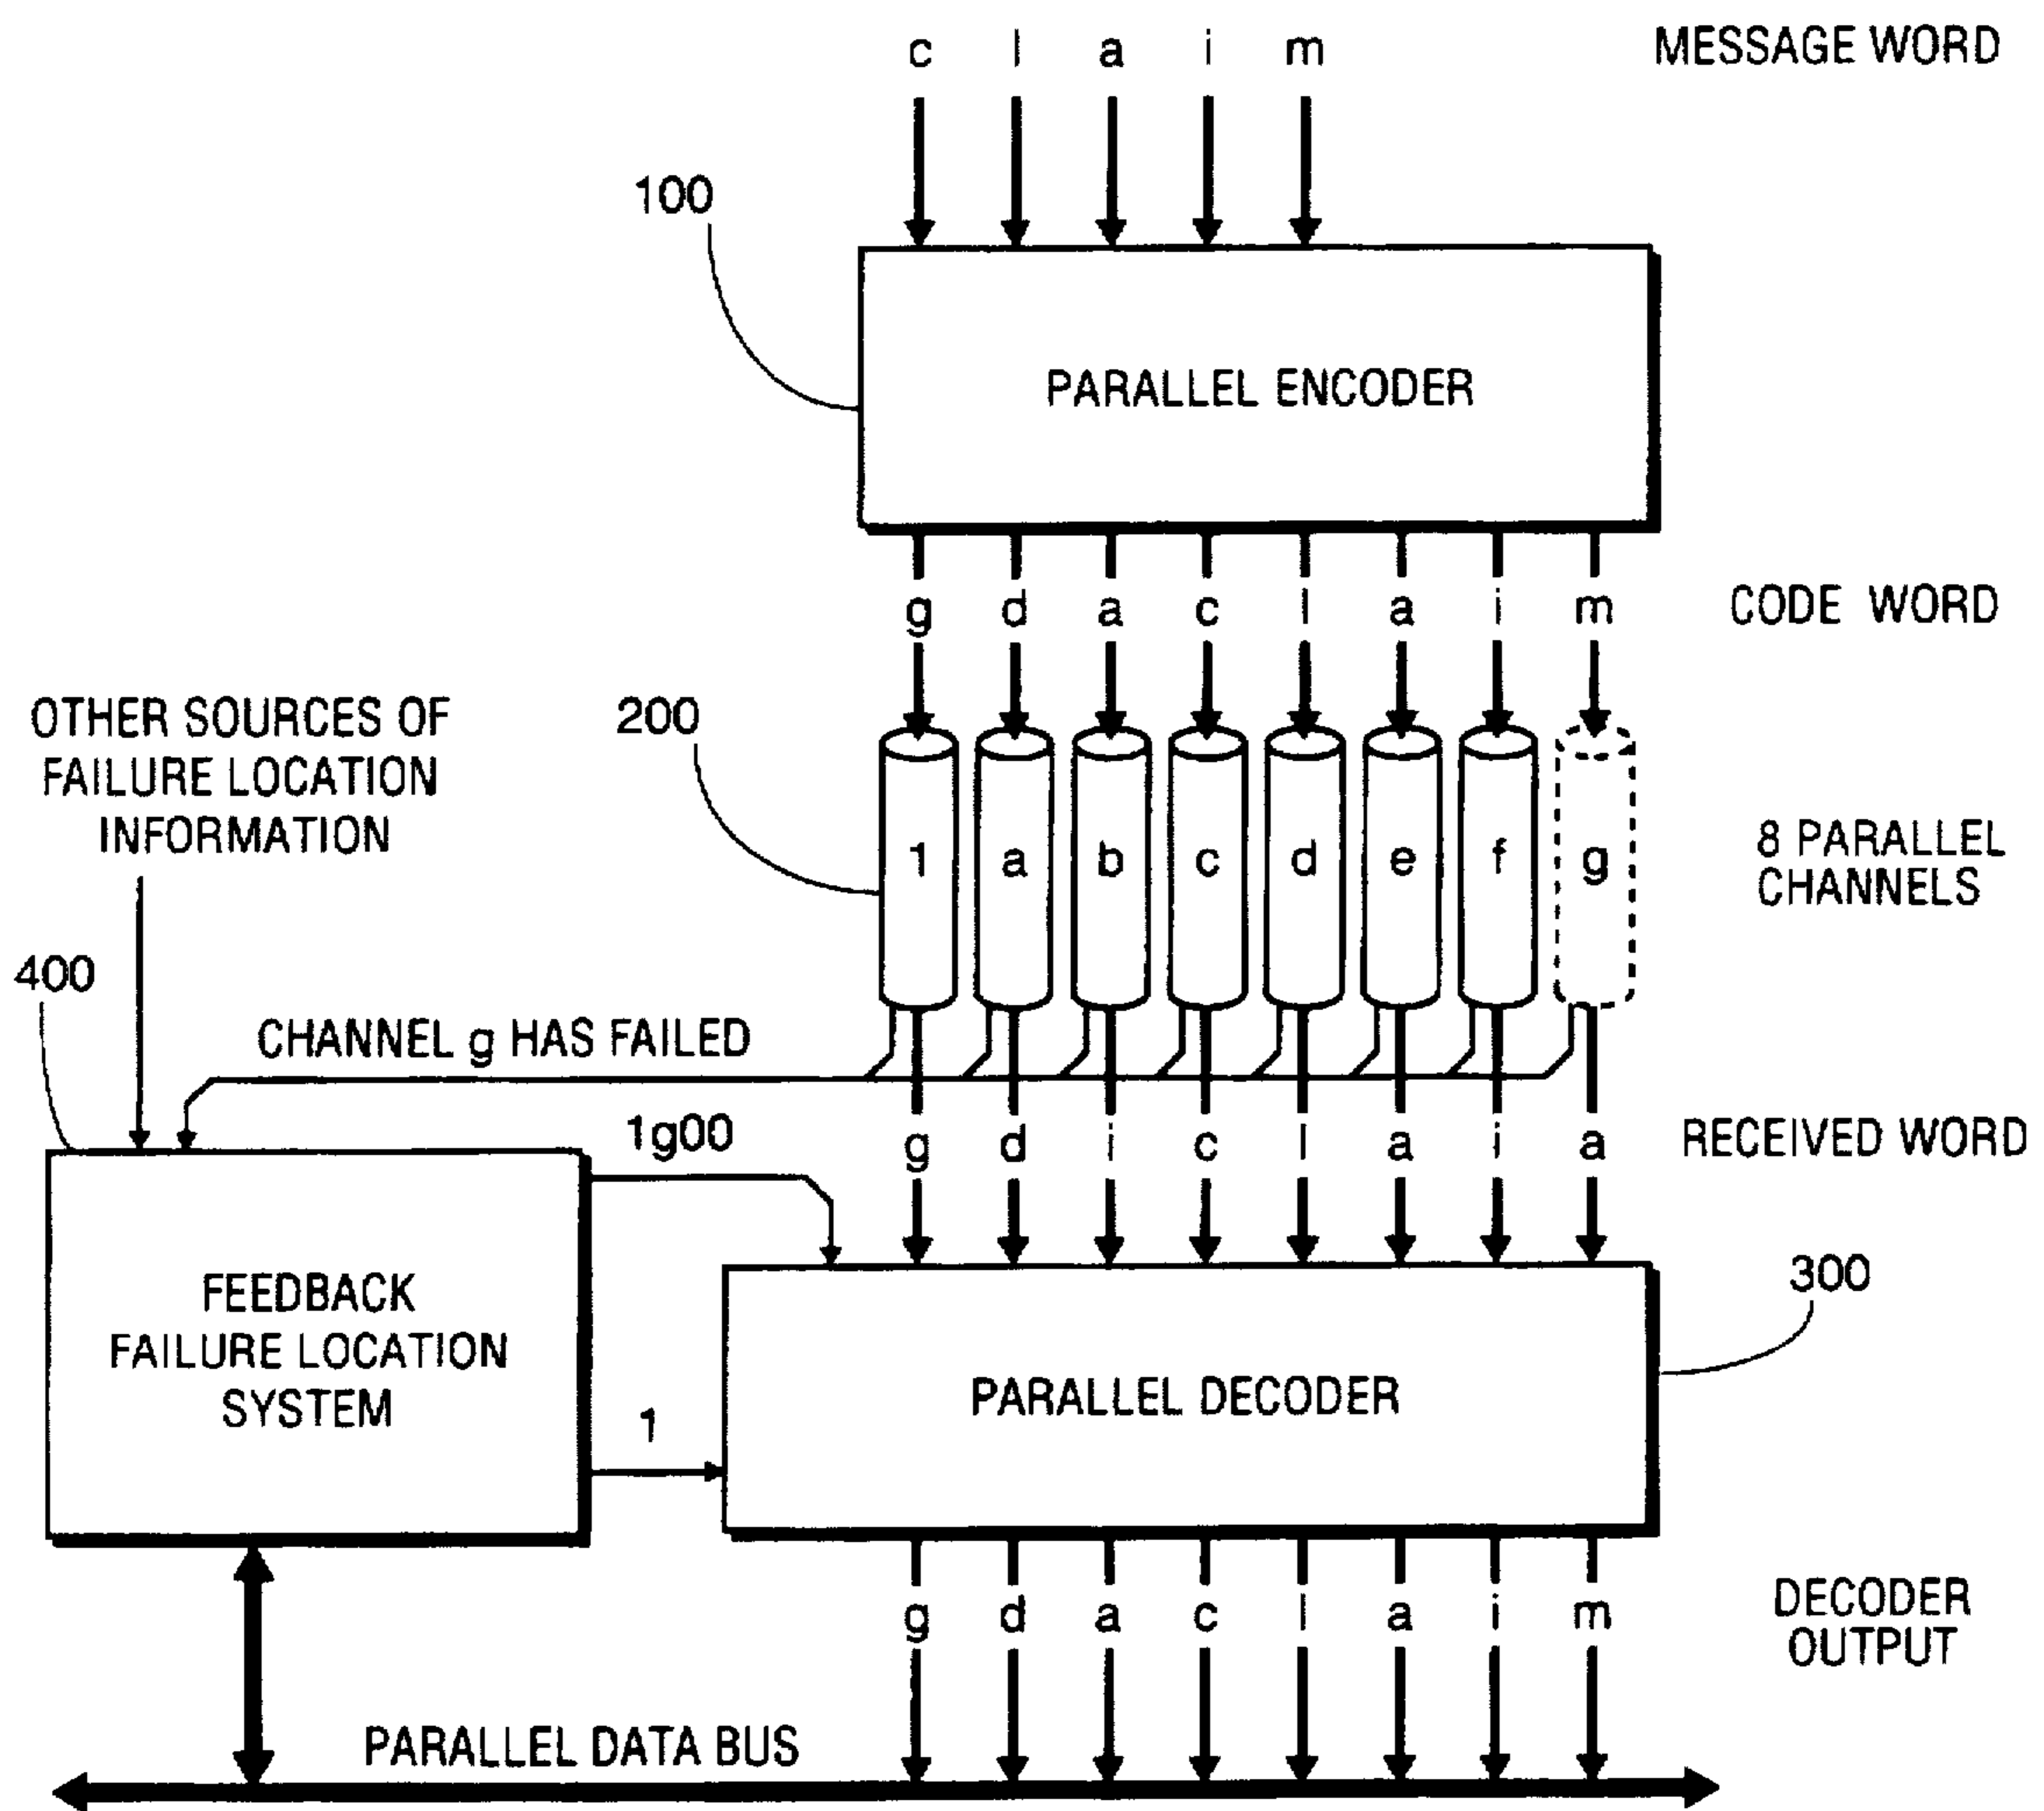 c l a i m MESSAGE WORD
100
PARALLEL ENCODER
g d a c l a i m CODE WORD
OTHER SOURCES OF
FAILURE LOCATION
INFORMATION
200
1 a b c d e f g
8 PARALLEL
CHANNELS
400
CHANNEL g HAS FAILED
1g00
g d i c l a i a RECEIVED WORD
300
FEEDBACK
FAILURE LOCATION
SYSTEM
1
PARALLEL DECODER
g d a c l a i m
DECODER
OUTPUT
PARALLEL DATA BUS